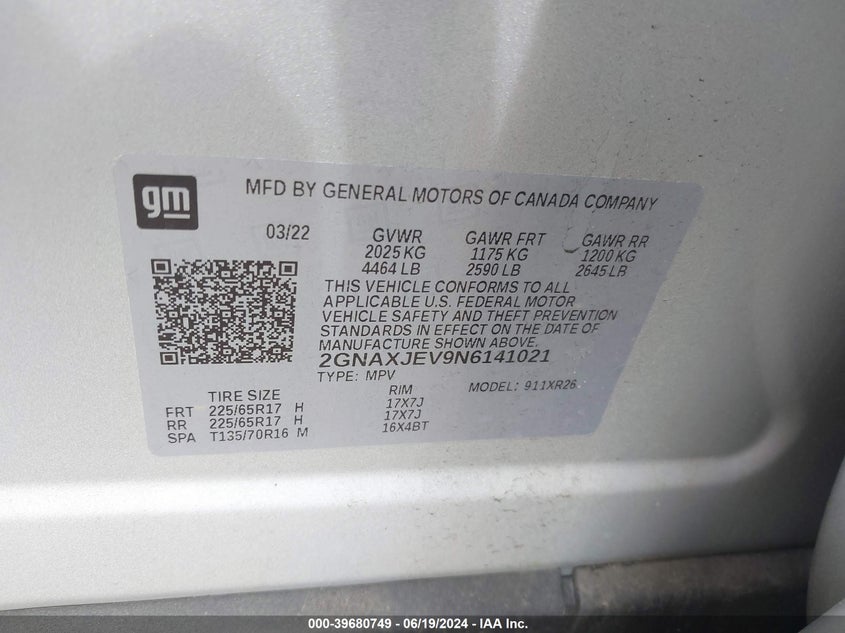 gm
MFD BY GENERAL MOTORS OF CANADA COMPANY
03/22 GVWR GAWR FRT GAWR RR
2025 KG 1175 KG 1200 KG
4464 LB 2590 LB 2645 LB
THIS VEHICLE CONFORMS TO ALL
APPLICABLE U.S. FEDERAL MOTOR
VEHICLE SAFETY AND THEFT PREVENTION
STANDARDS IN EFFECT ON THE DATE OF
MANUFACTURE SHOWN ABOVE.
2GNAXJEV9N6141021
TYPE: MPV MODEL: 911XR26
TIRE SIZE RIM
FRT 225/65R17 H 17X7J
RR 225/65R17 H 17X7J
SPA T135/70R16 M 16X4BT
000-39680749 - 06/19/2024 - IAA Inc.